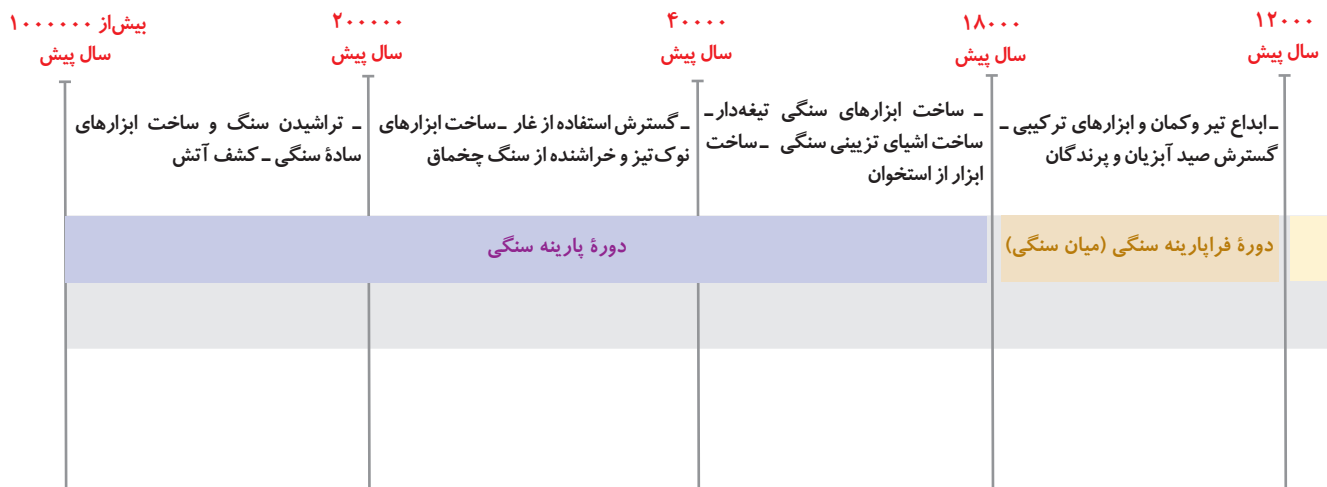 بیش‌از ۱۰۰۰۰۰۰
سال پیش
۲۰۰۰۰۰
سال پیش
۴۰۰۰۰
سال پیش
۱۸۰۰۰
سال پیش
۱۲۰۰۰
سال پیش
ـ تراشیدن سنگ و ساخت ابزارهای
سادهٔ سنگی ـ کشف آتش
ـ گسترش استفاده از غار ـ ساخت ابزارهای
نوک‌تیز و خراشنده از سنگ چخماق
ـ ساخت ابزارهای سنگی تیغه‌دار ـ
ساخت اشیای تزیینی سنگی ـ ساخت
ابزار از استخوان
ـ ابداع تیر و کمان و ابزارهای ترکیبی ـ
گسترش صید آبزیان و پرندگان
دورهٔ پارینه سنگی
دورهٔ فراپارینه سنگی (میان سنگی)